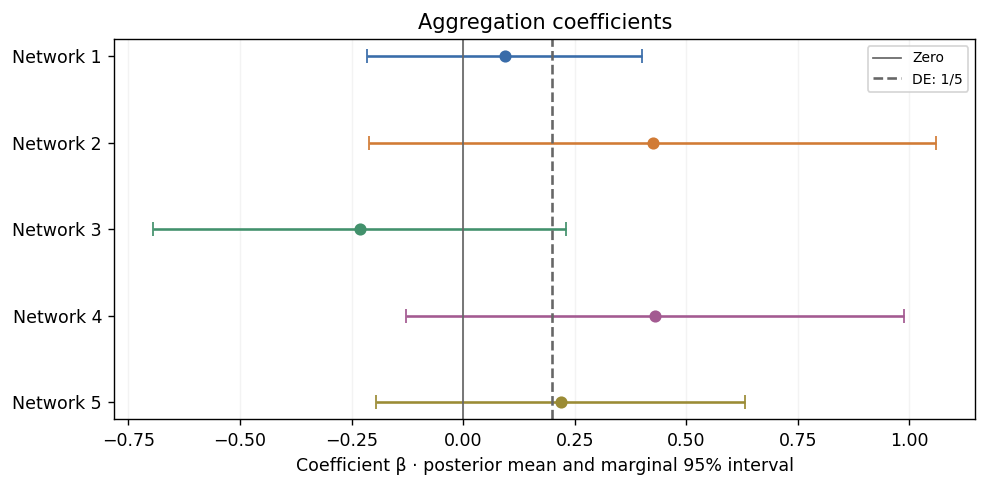 Aggregation coefficients
Network 1
Network 2
Network 3
Network 4
Network 5
Zero
DE: 1/5
−0.75 −0.50 −0.25 0.00 0.25 0.50 0.75 1.00
Coefficient β · posterior mean and marginal 95% interval